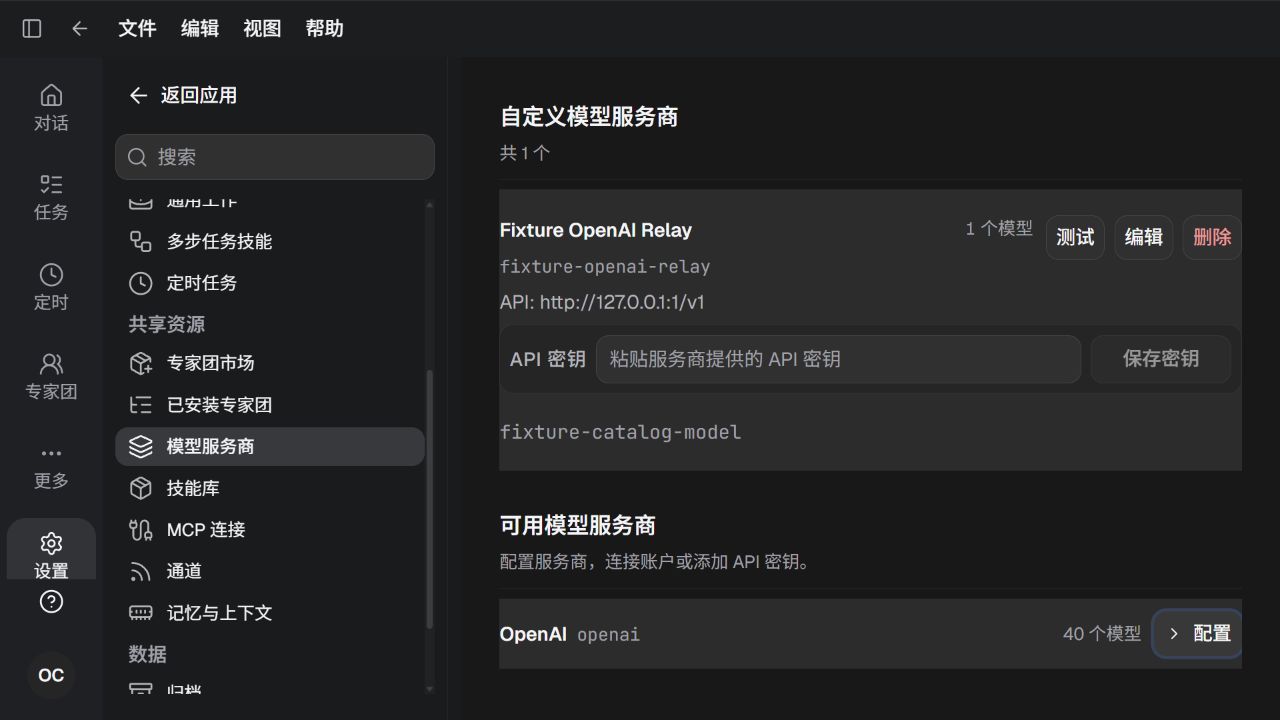 文件 编辑 视图 帮助
对话
任务
定时
专家团
更多
设置
OC
返回应用
搜索
通用工作
多步任务技能
定时任务
共享资源
专家团市场
已安装专家团
模型服务商
技能库
MCP 连接
通道
记忆与上下文
数据
归档
自定义模型服务商
共 1 个
Fixture OpenAI Relay 1 个模型 测试 编辑 删除
fixture-openai-relay
API: http://127.0.0.1:1/v1
API 密钥 粘贴服务商提供的 API 密钥 保存密钥
fixture-catalog-model
可用模型服务商
配置服务商，连接账户或添加 API 密钥。
OpenAI openai 40 个模型 配置